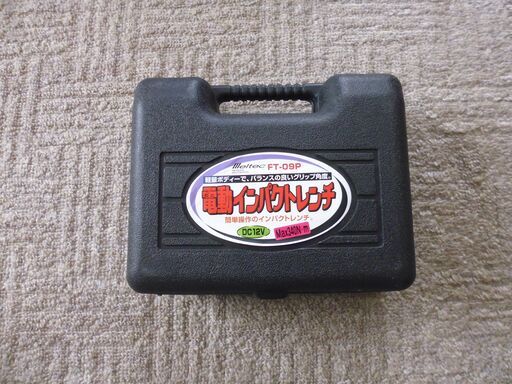 Meltec FT-09P
軽量ボディーで、バランスの良いグリップ角度。
電動インパクトレンチ
簡単操作のインパクトレンチ。
DC12V Max340N・m